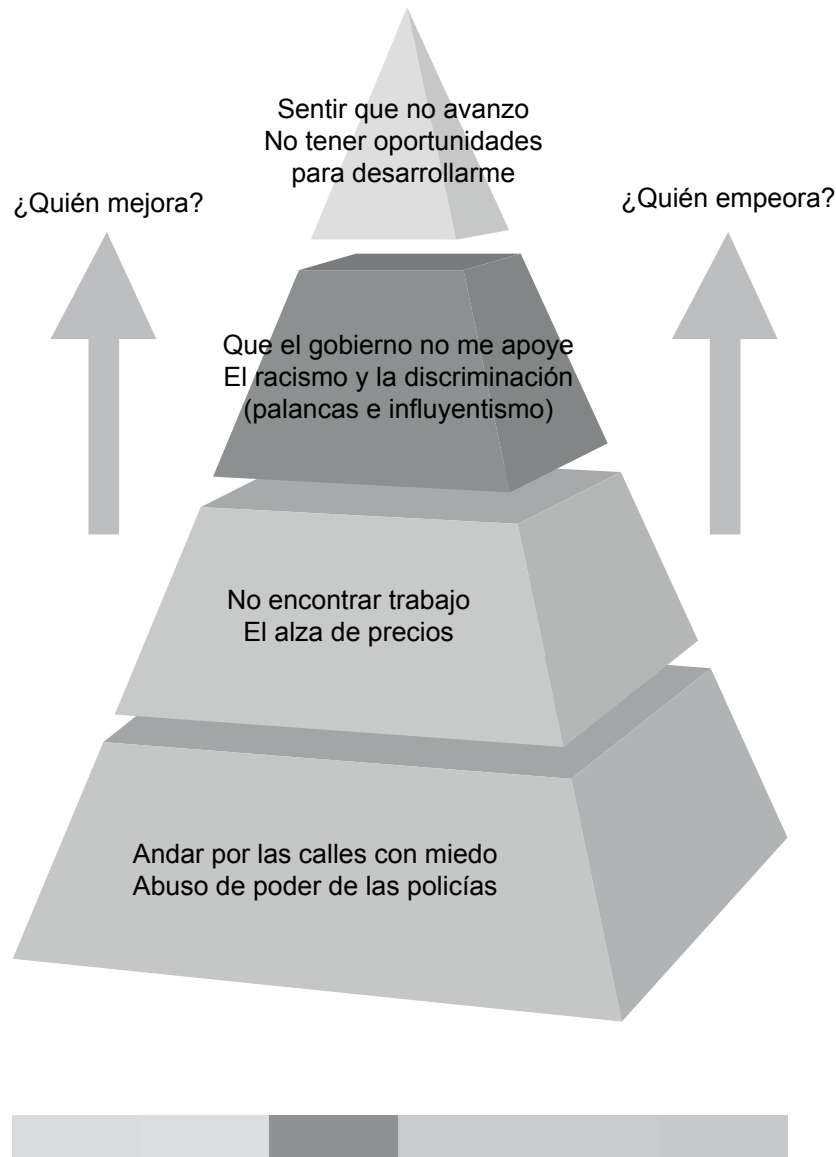 Sentir que no avanzo
No tener oportunidades
para desarrollarme
¿Quién mejora?
¿Quién empeora?
Que el gobierno no me apoye
El racismo y la discriminación
(palancas e influyentismo)
No encontrar trabajo
El alza de precios
Andar por las calles con miedo
Abuso de poder de las policías